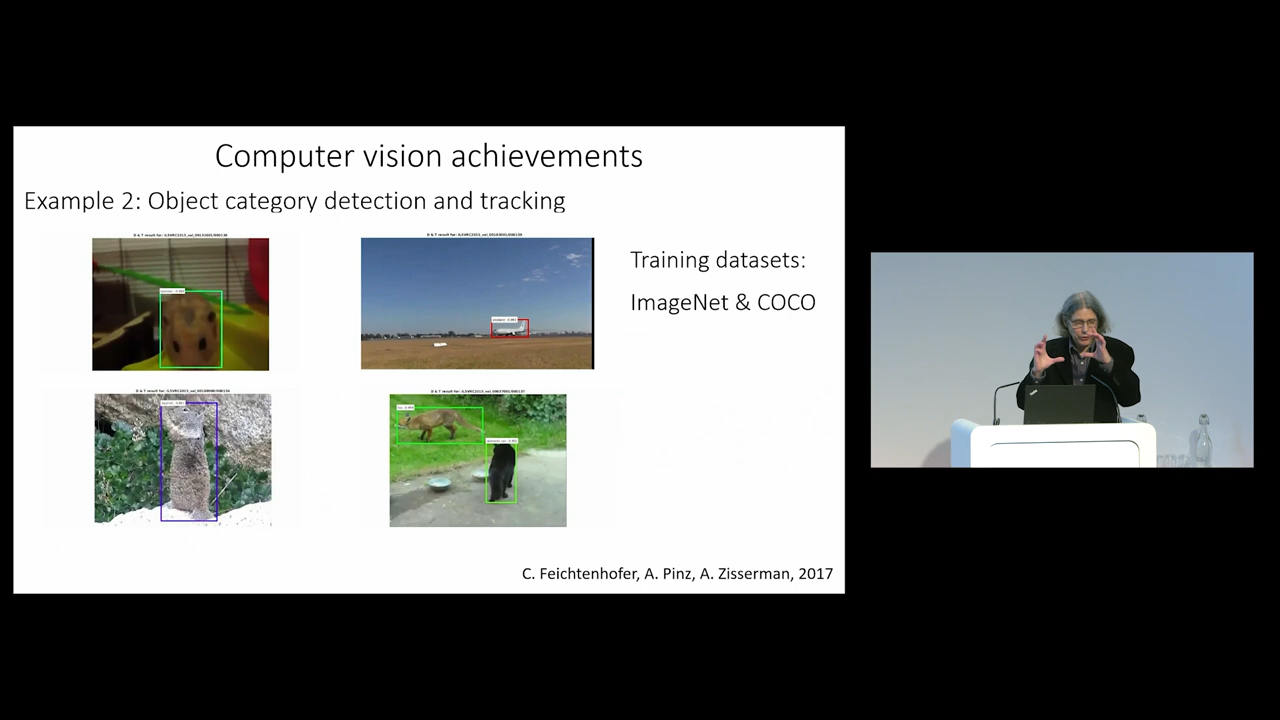 Computer vision achievements
Example 2: Object category detection and tracking
Training datasets:
ImageNet & COCO
C. Feichtenhofer, A. Pinz, A. Zisserman, 2017